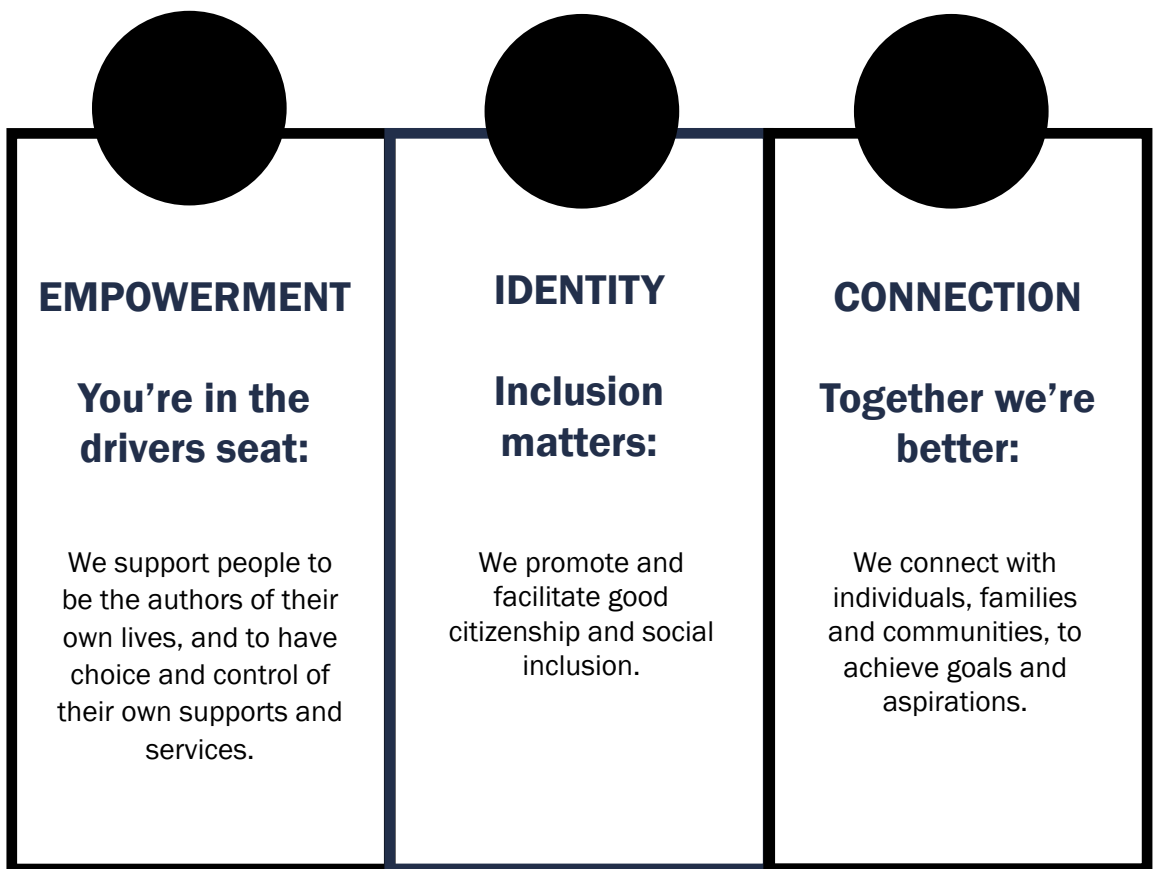 EMPOWERMENT
You’re in the
drivers seat:
We support people to
be the authors of their
own lives, and to have
choice and control of
their own supports and
services.
IDENTITY
Inclusion
matters:
We promote and
facilitate good
citizenship and social
inclusion.
CONNECTION
Together we’re
better:
We connect with
individuals, families
and communities, to
achieve goals and
aspirations.